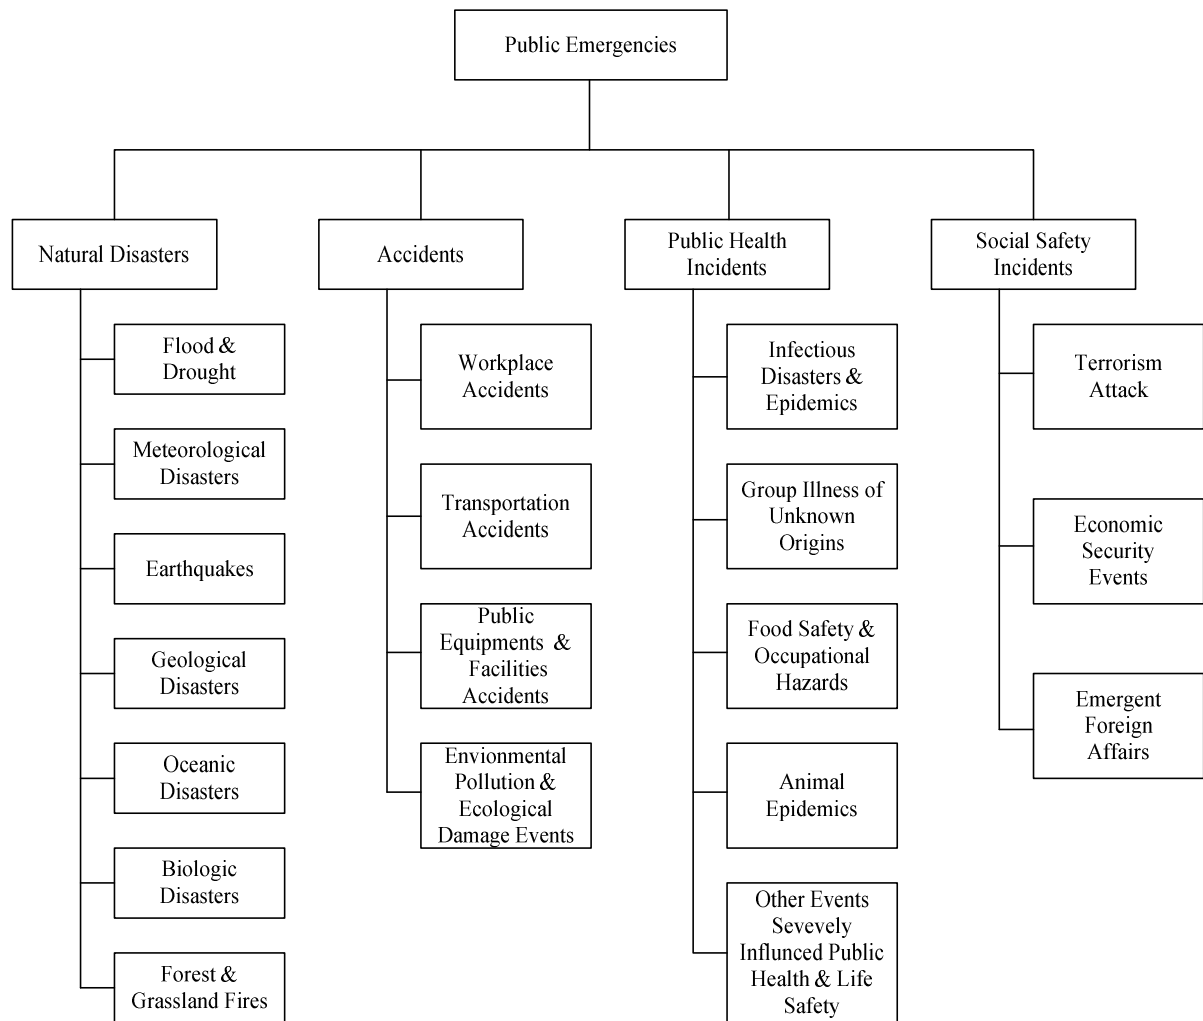 Public Emergencies
Natural Disasters
Accidents
Public Health
Incidents
Social Safety
Incidents
Flood &
Drought
Meteorological
Disasters
Earthquakes
Geological
Disasters
Oceanic
Disasters
Biologic
Disasters
Forest &
Grassland Fires
Workplace
Accidents
Transportation
Accidents
Public
Equipments &
Facilities
Accidents
Envionmental
Pollution &
Ecological
Damage Events
Infectious
Disasters &
Epidemics
Group Illness of
Unknown
Origins
Food Safety &
Occupational
Hazards
Animal
Epidemics
Other Events
Sevevely
Influnced Public
Health & Life
Safety
Terrorism
Attack
Economic
Security
Events
Emergent
Foreign
Affairs